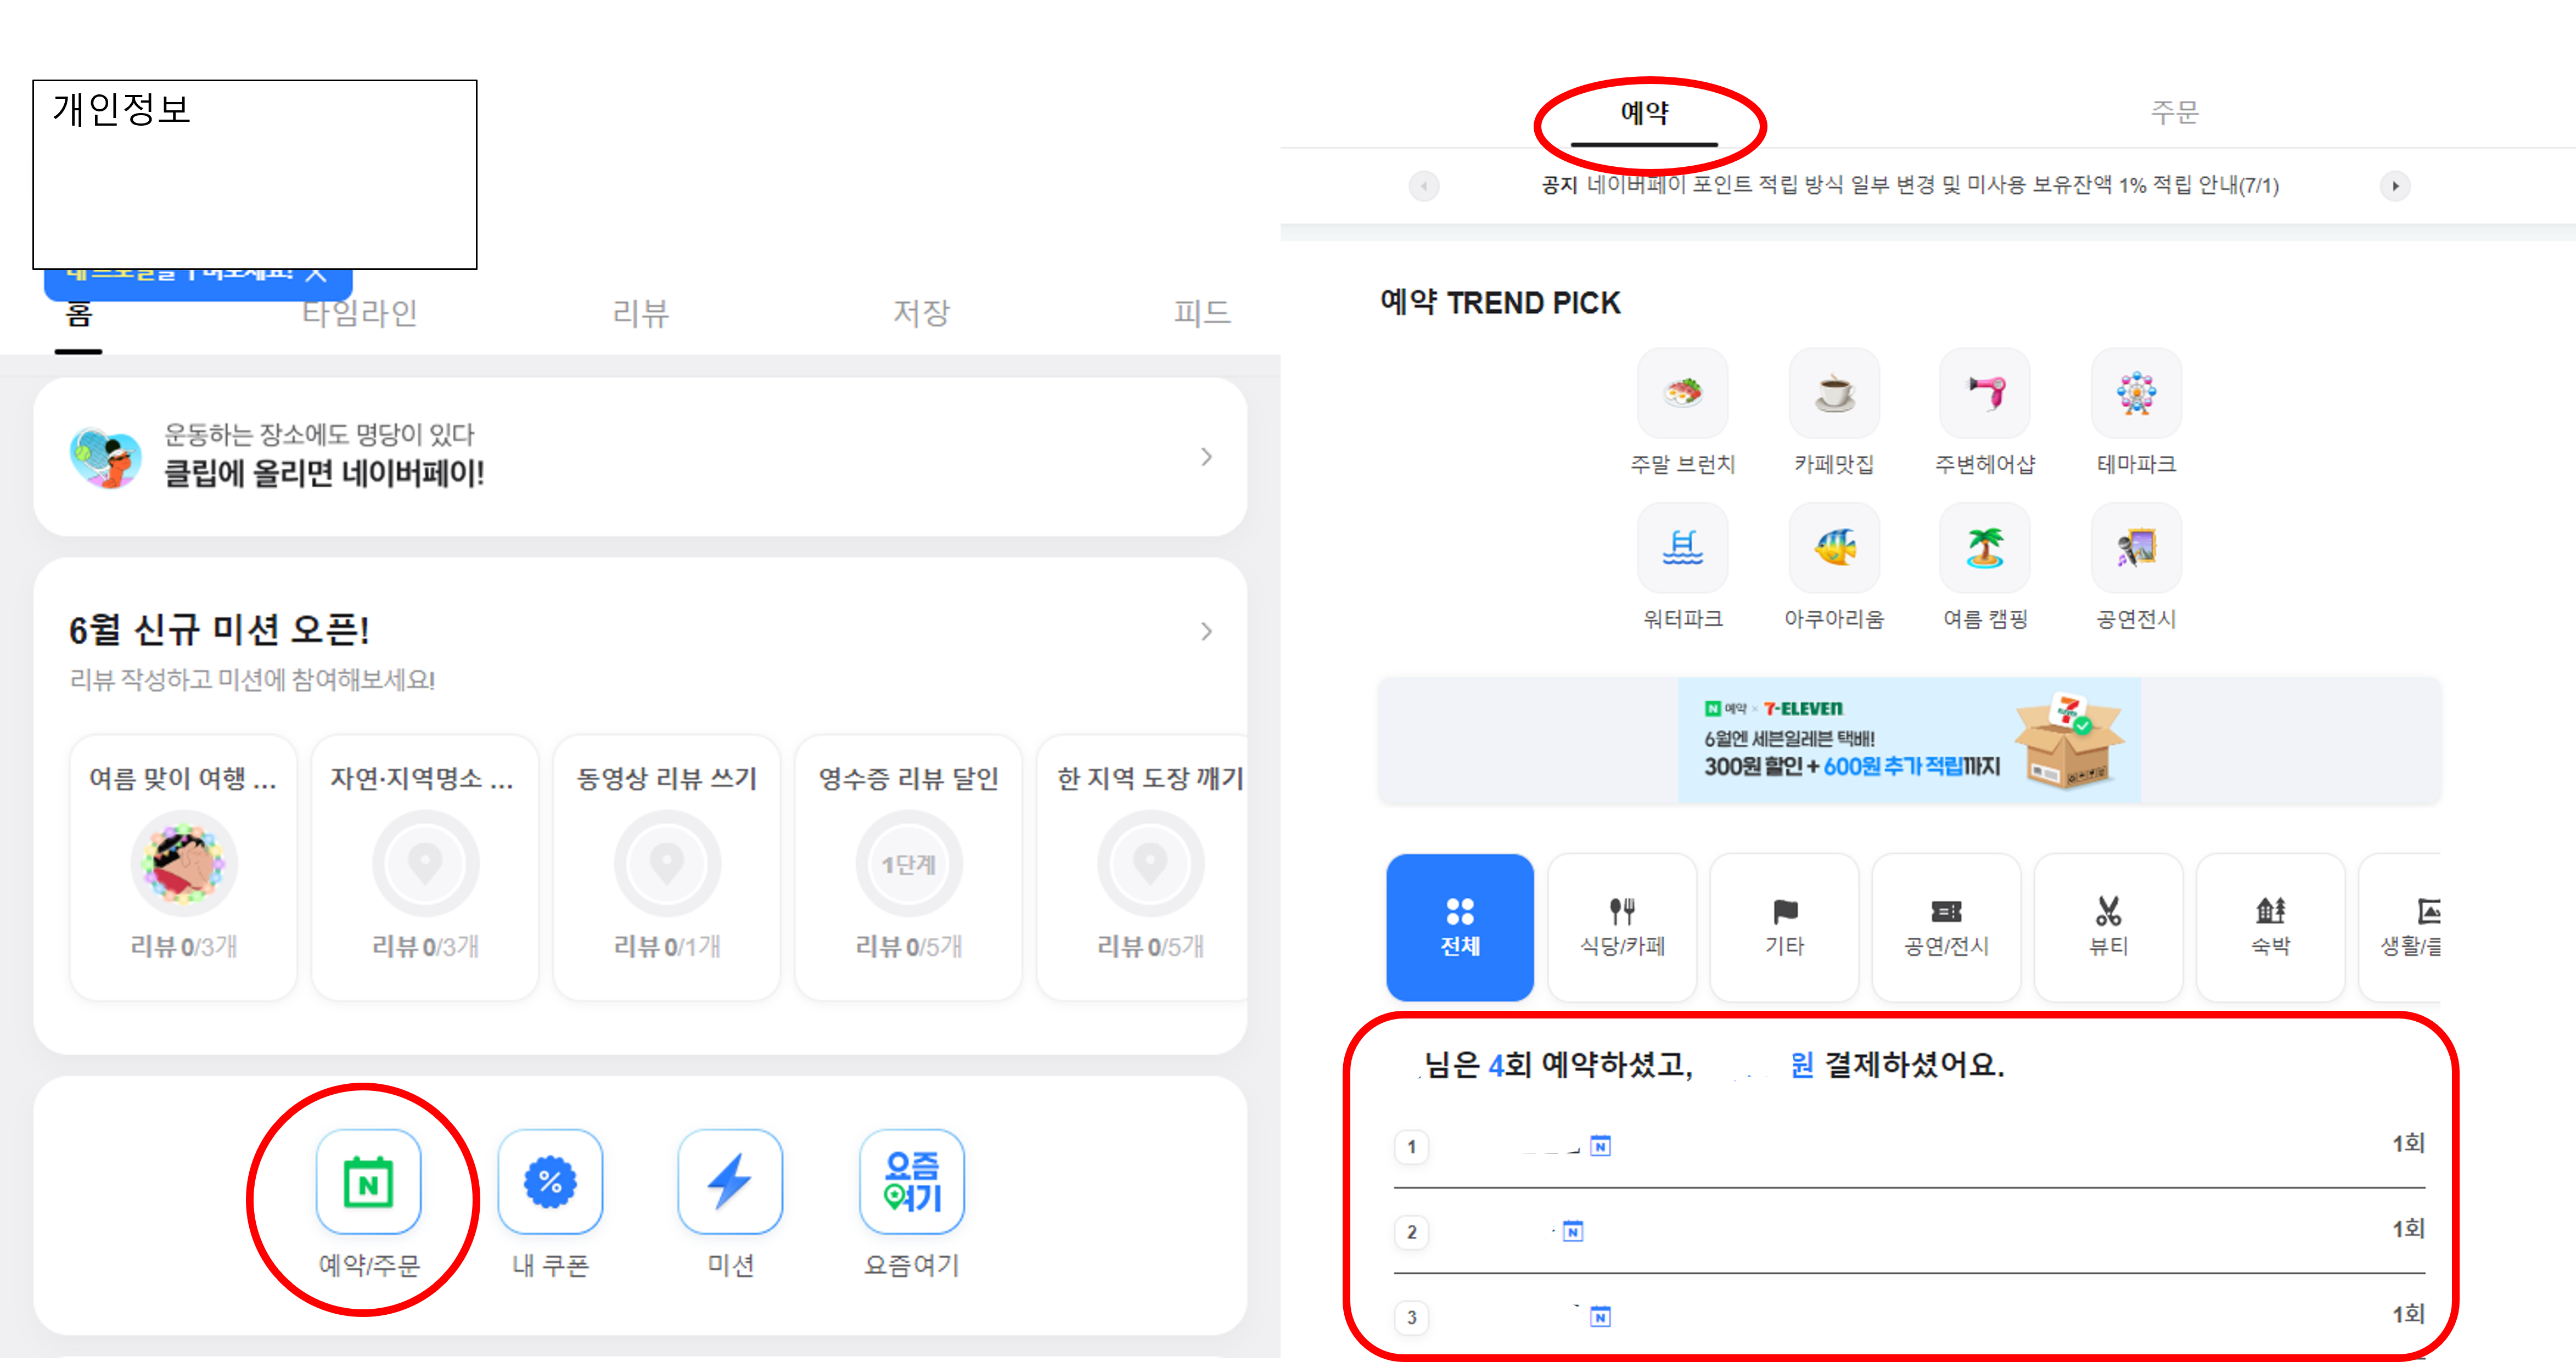 개인정보
홈 타임라인 리뷰 저장 피드
운동하는 장소에도 명당이 있다
클립에 올리면 네이버페이!
6월 신규 미션 오픈!
리뷰 작성하고 미션에 참여해보세요!
여름 맞이 여행 ... 자연·지역명소 ... 동영상 리뷰 쓰기 영수증 리뷰 달인 한 지역 도장 깨기
1단계
리뷰 0/3개 리뷰 0/3개 리뷰 0/1개 리뷰 0/5개 리뷰 0/5개
N
%
요즘
여기
예약/주문 내 쿠폰 미션 요즘여기
예약 주문
공지 네이버페이 포인트 적립 방식 일부 변경 및 미사용 보유잔액 1% 적립 안내(7/1)
예약 TREND PICK
주말 브런치 카페맛집 주변헤어샵 테마파크
워터파크 아쿠아리움 여름 캠핑 공연전시
N 예약 × 7-ELEVEN
6월엔 세븐일레븐 택배!
300원 할인 + 600원 추가 적립까지
전체 식당/카페 기타 공연/전시 뷰티 숙박 생활/
님은 4회 예약하셨고, 원 결제하셨어요.
1 N 1회
2 N 1회
3 N 1회